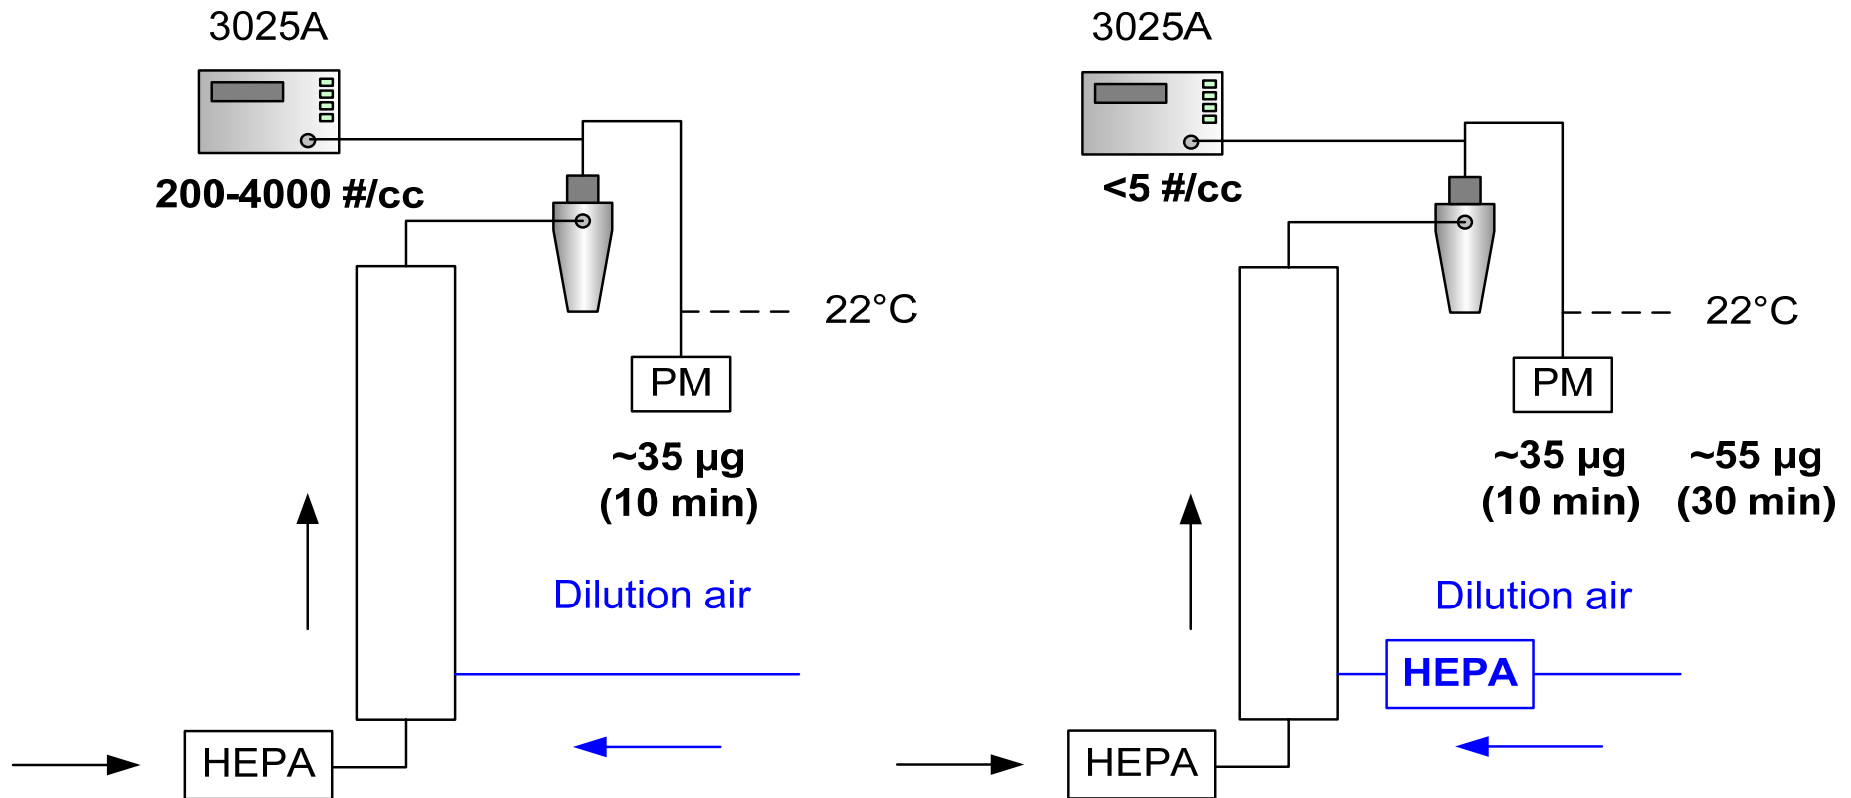 3025A
200-4000 #/cc
22°C
PM
~35 µg
(10 min)
Dilution air
HEPA
3025A
<5 #/cc
22°C
PM
~35 µg
(10 min)
~55 µg
(30 min)
Dilution air
HEPA
HEPA